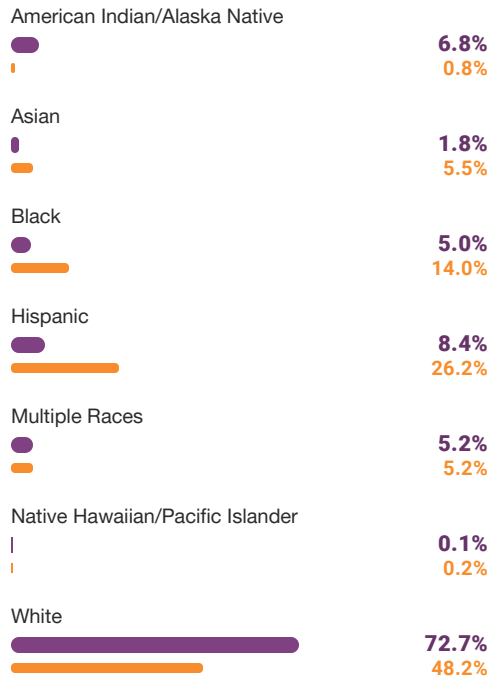 American Indian/Alaska Native
6.8%
0.8%
Asian
1.8%
5.5%
Black
5.0%
14.0%
Hispanic
8.4%
26.2%
Multiple Races
5.2%
5.2%
Native Hawaiian/Pacific Islander
0.1%
0.2%
White
72.7%
48.2%